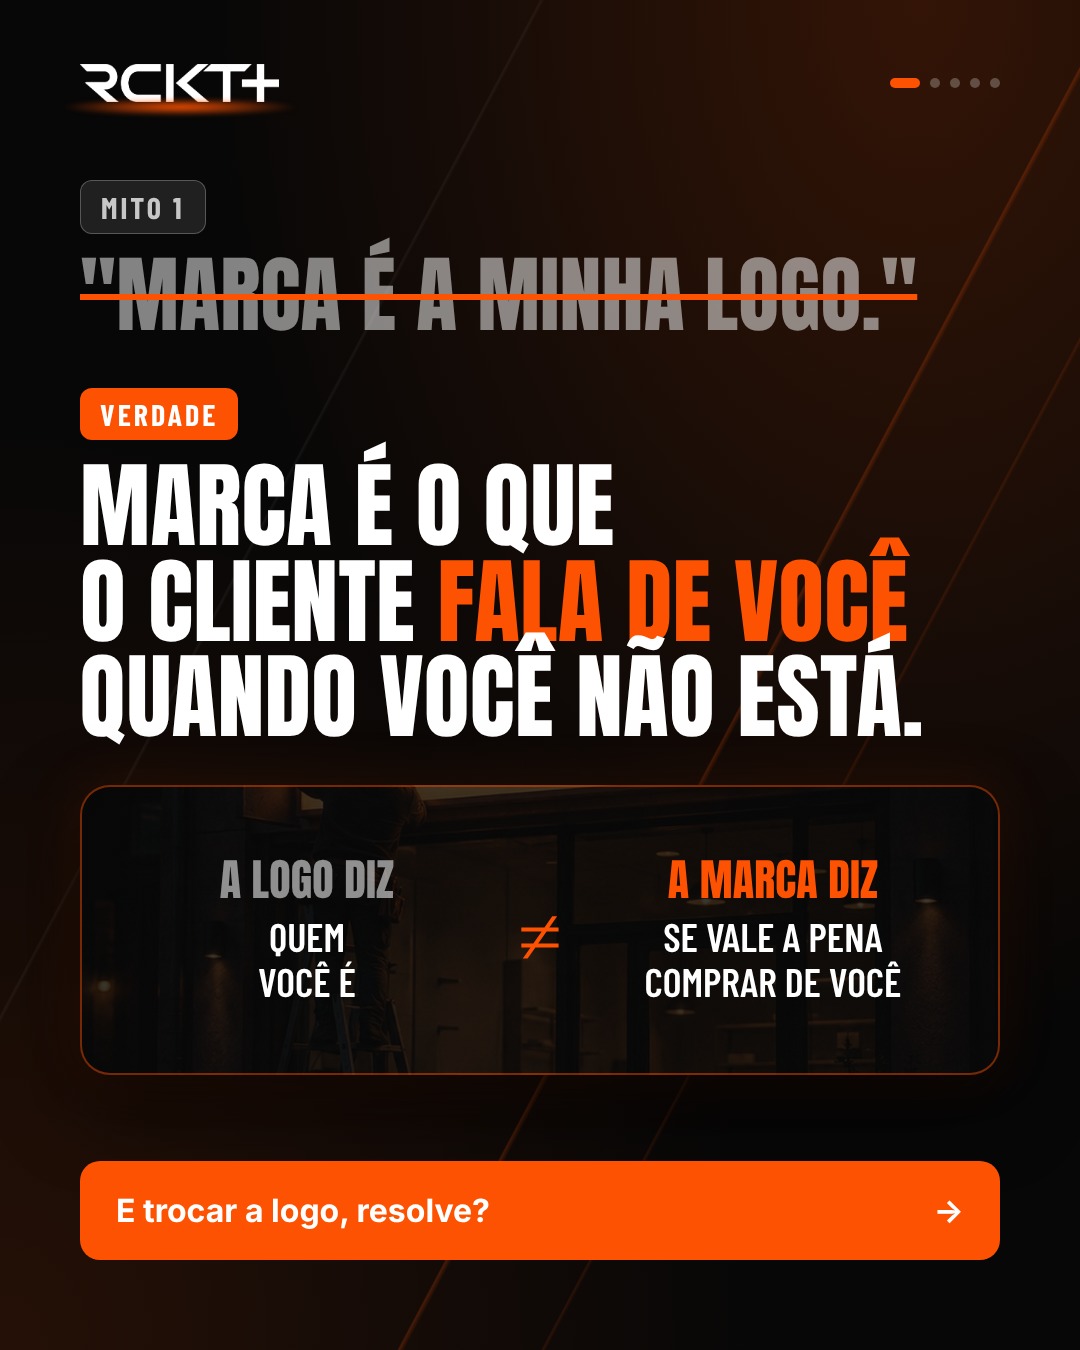 RCKT+
MITO 1
"MARCA É A MINHA LOGO."
VERDADE
MARCA É O QUE
O CLIENTE FALA DE VOCÊ
QUANDO VOCÊ NÃO ESTÁ.
A LOGO DIZ
QUEM
VOCÊ É
≠
A MARCA DIZ
SE VALE A PENA
COMPRAR DE VOCÊ
E trocar a logo, resolve? →